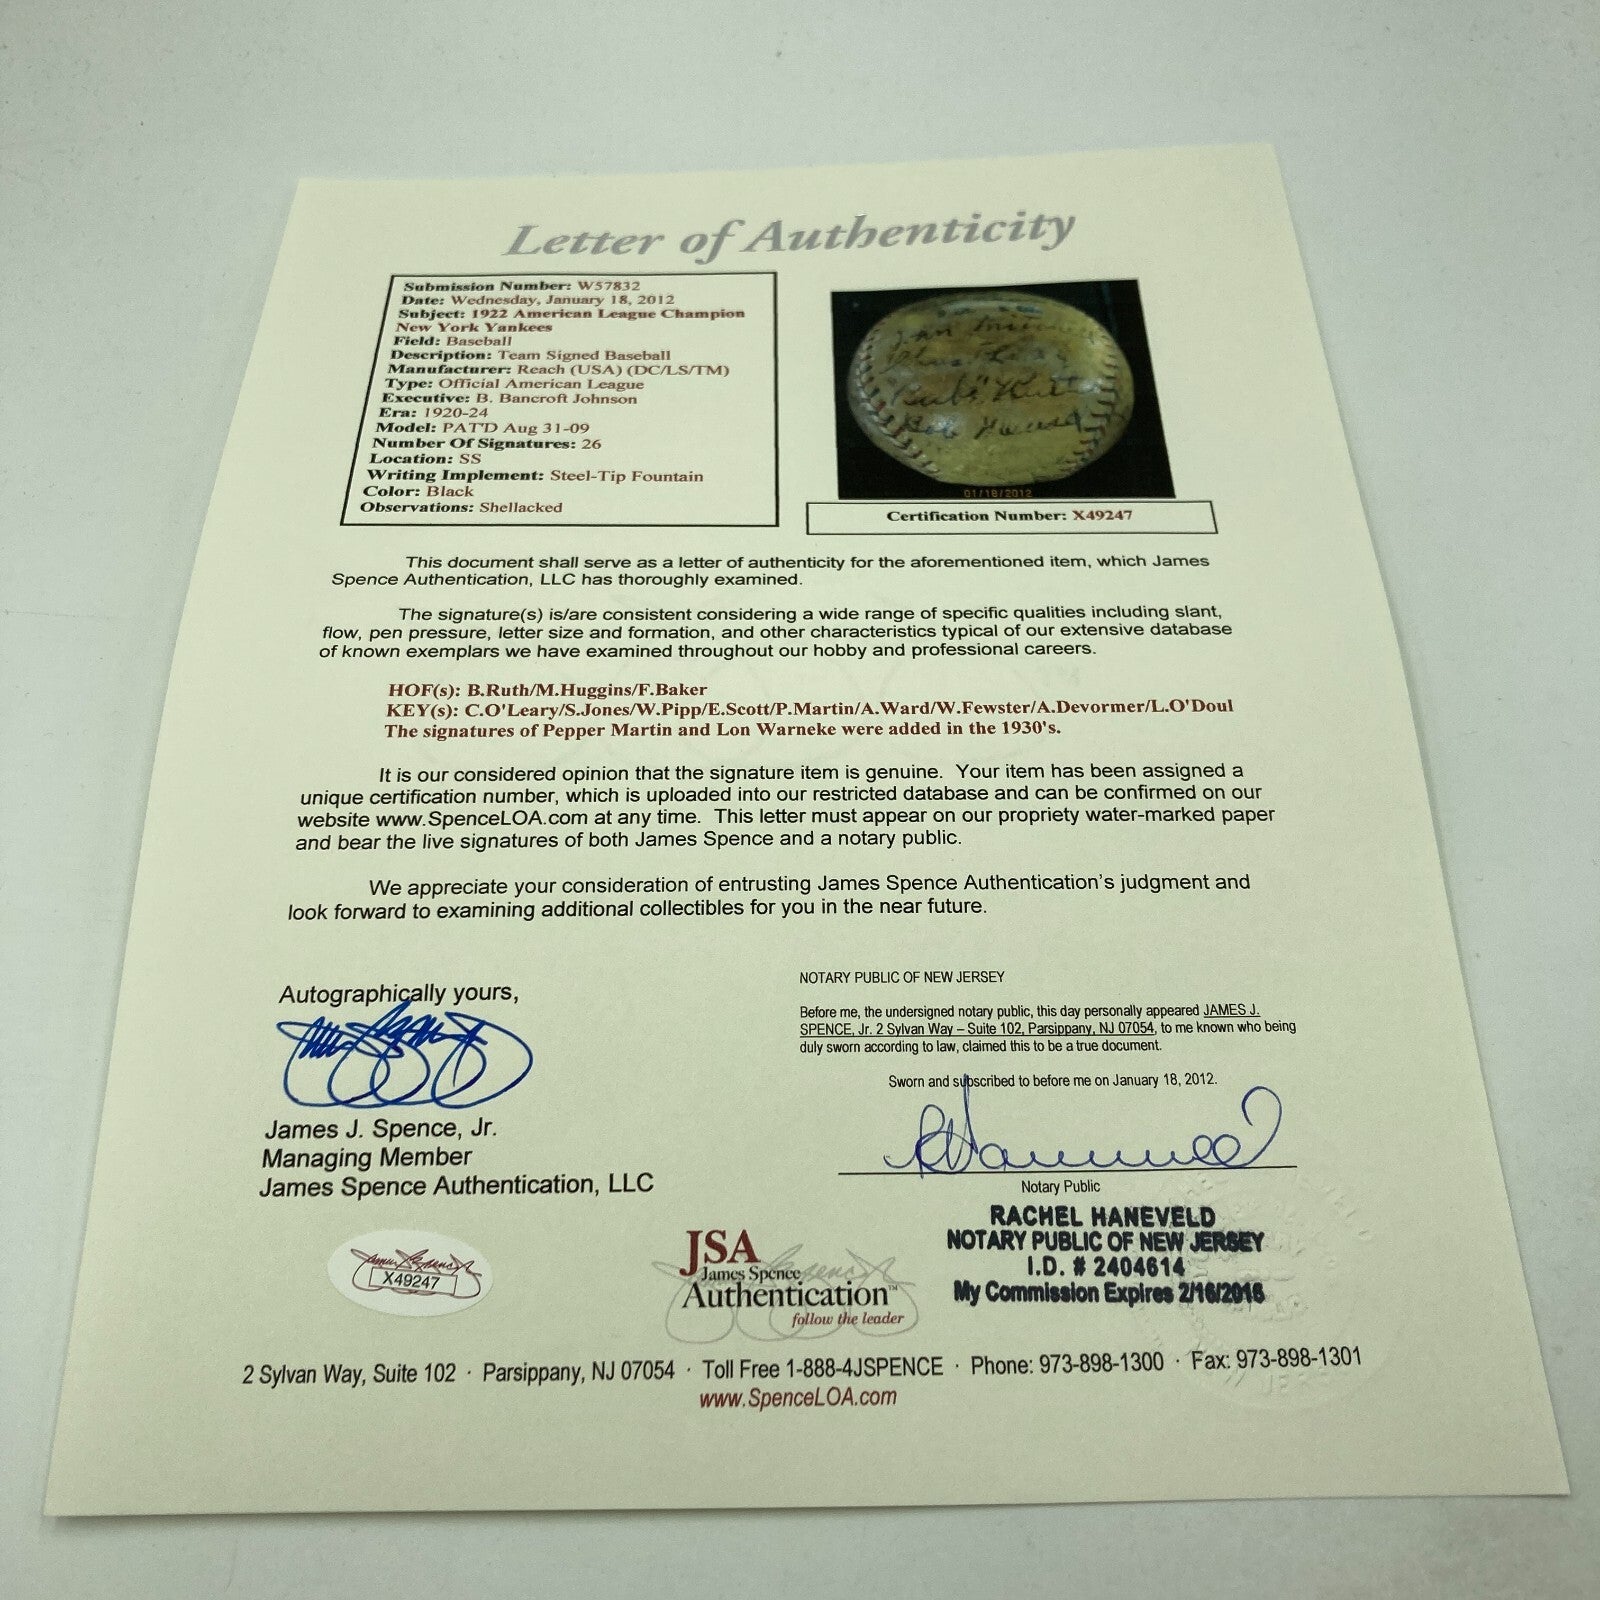 Letter of Authenticity
Submission Number: W57832
Date: Wednesday, January 18, 2012
Subject: 1922 American League Champion
New York Yankees
Field: Baseball
Description: Team Signed Baseball
Manufacturer: Reach (USA) (DC/LS/TM)
Type: Official American League
Executive: B. Bancroft Johnson
Era: 1920-24
Model: PAT'D Aug 31-09
Number Of Signatures: 26
Location: SS
Writing Implement: Steel-Tip Fountain
Color: Black
Observations: Shellacked
Bob
01/18/2012
Certification Number: X49247
This document shall serve as a letter of authenticity for the aforementioned item, which James
Spence Authentication, LLC has thoroughly examined.
The signature(s) is/are consistent considering a wide range of specific qualities including slant,
flow, pen pressure, letter size and formation, and other characteristics typical of our extensive database
of known exemplars we have examined throughout our hobby and professional careers.
HOF(s): B.Ruth/M.Huggins/F.Baker
KEY(s): C.O'Leary/S.Jones/W.Pipp/E.Scott/P.Martin/A.Ward/W.Fewster/A.Devormer/L.O'Doul
The signatures of Pepper Martin and Lon Warneke were added in the 1930's.
It is our considered opinion that the signature item is genuine. Your item has been assigned a
unique certification number, which is uploaded into our restricted database and can be confirmed on our
website www.SpenceLOA.com at any time. This letter must appear on our propriety water-marked paper
and bear the live signatures of both James Spence and a notary public.
We appreciate your consideration of entrusting James Spence Authentication's judgment and
look forward to examining additional collectibles for you in the near future.
Autographically yours,
James J. Spence, Jr.
Managing Member
James Spence Authentication, LLC
NOTARY PUBLIC OF NEW JERSEY
Before me, the undersigned notary public, this day personally appeared JAMES J.
SPENCE, Jr. 2 Sylvan Way – Suite 102, Parsippany, NJ 07054, to me known who being
duly sworn according to law, claimed this to be a true document.
Sworn and subscribed to before me on January 18, 2012.
Notary Public
RACHEL HANEVELD
NOTARY PUBLIC OF NEW JERSEY
I.D. # 2404614
My Commission Expires 2/16/2016
X49247
JSA
James Spence
Authentication™
follow the leader
2 Sylvan Way, Suite 102 · Parsippany, NJ 07054 · Toll Free 1-888-4JSPENCE · Phone: 973-898-1300 · Fax: 973-898-1301
www.SpenceLOA.com